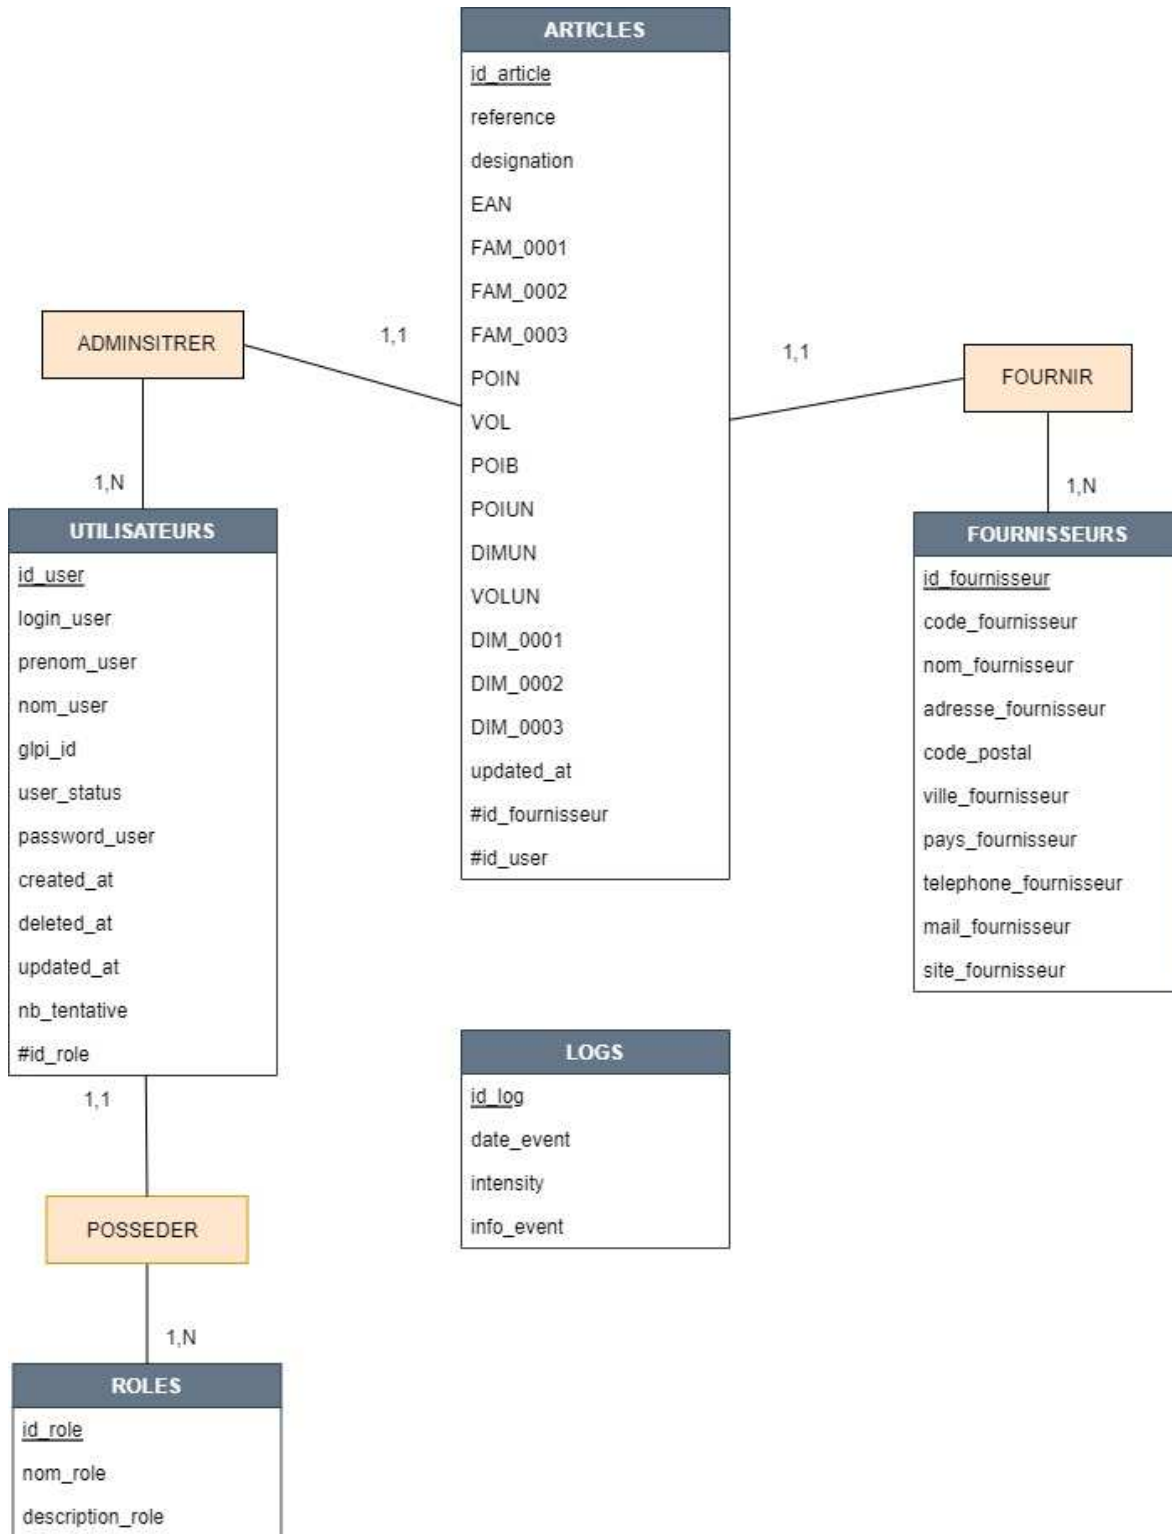 ARTICLES
id_article
reference
designation
EAN
FAM_0001
FAM_0002
FAM_0003
POIN
VOL
POIB
POIUN
DIMUN
VOLUN
DIM_0001
DIM_0002
DIM_0003
updated_at
#id_fournisseur
#id_user
ADMINSITRER
1,1
1,N
1,1
FOURNIR
1,N
UTILISATEURS
id_user
login_user
prenom_user
nom_user
glpi_id
user_status
password_user
created_at
deleted_at
updated_at
nb_tentative
#id_role
FOURNISSEURS
id_fournisseur
code_fournisseur
nom_fournisseur
adresse_fournisseur
code_postal
ville_fournisseur
pays_fournisseur
telephone_fournisseur
mail_fournisseur
site_fournisseur
1,1
POSSEDER
1,N
LOGS
id_log
date_event
intensity
info_event
ROLES
id_role
nom_role
description_role